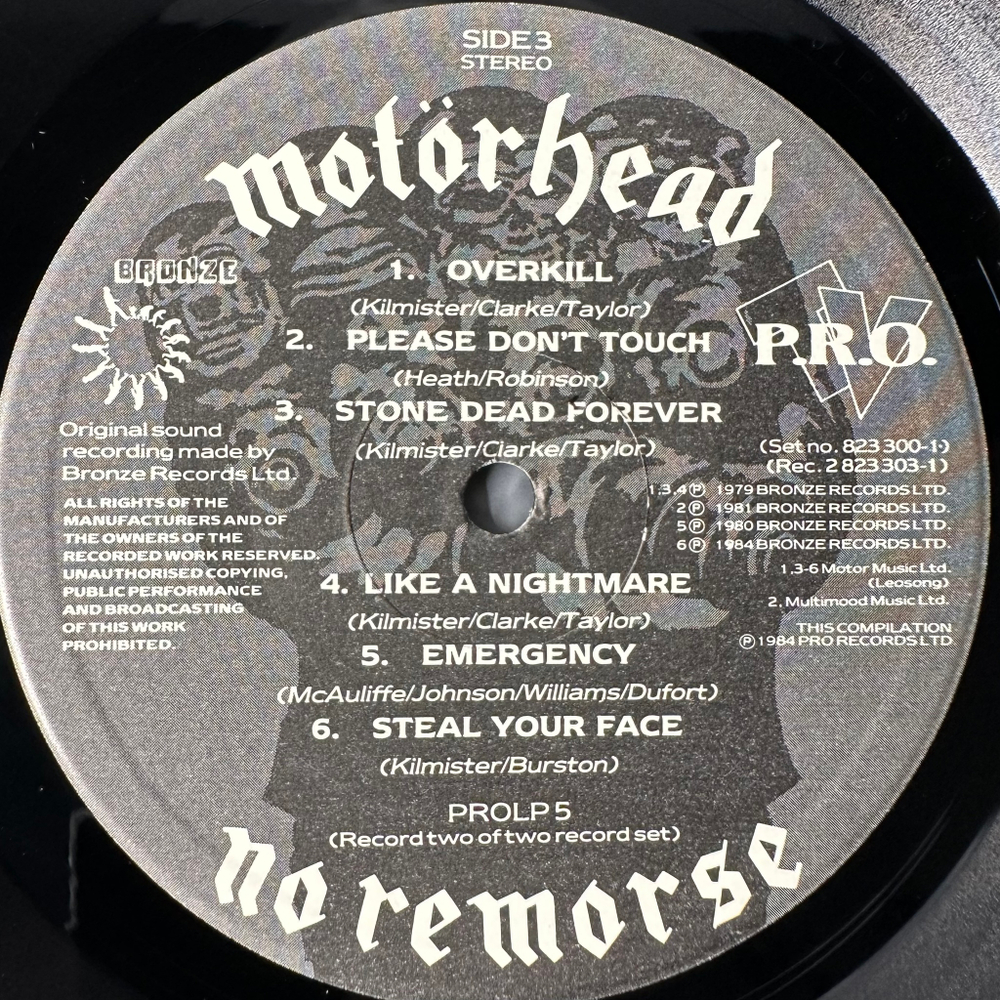 SIDE 3
STEREO
motörhead
BRONZE
1. OVERKILL
(Kilmister/Clarke/Taylor)
2. PLEASE DON'T TOUCH
(Heath/Robinson)
3. STONE DEAD FOREVER
(Kilmister/Clarke/Taylor)
P.R.O.
Original sound
recording made by
Bronze Records Ltd.
ALL RIGHTS OF THE
MANUFACTURERS AND OF
THE OWNERS OF THE
RECORDED WORK RESERVED.
UNAUTHORISED COPYING,
PUBLIC PERFORMANCE
AND BROADCASTING
OF THIS WORK
PROHIBITED.
(Set no. 823 300-1)
(Rec. 2 823 303-1)
1.3.4 ℗ 1979 BRONZE RECORDS LTD.
2 ℗ 1981 BRONZE RECORDS LTD.
5 ℗ 1980 BRONZE RECORDS LTD.
6 ℗ 1984 BRONZE RECORDS LTD.
1.3-6 Motor Music Ltd.
(Leosong)
2. Multimood Music Ltd.
THIS COMPILATION
℗ 1984 PRO RECORDS LTD
4. LIKE A NIGHTMARE
(Kilmister/Clarke/Taylor)
5. EMERGENCY
(McAuliffe/Johnson/Williams/Dufort)
6. STEAL YOUR FACE
(Kilmister/Burston)
PROLP 5
(Record two of two record set)
no remorse